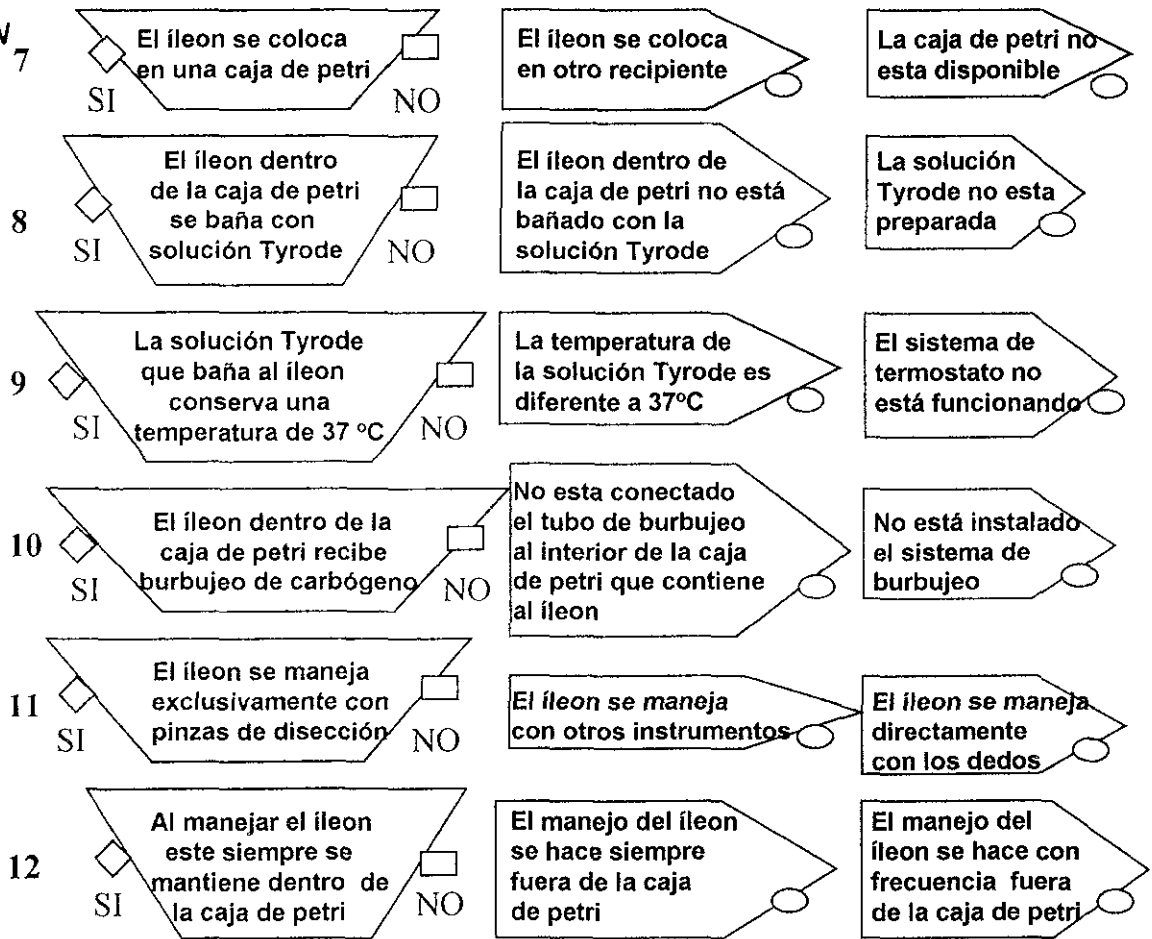 7
El íleon se coloca
en una caja de petri
SI
NO
El íleon se coloca
en otro recipiente
La caja de petri no
esta disponible
8
El íleon dentro
de la caja de petri
se baña con
solución Tyrode
SI
NO
El íleon dentro de
la caja de petri no está
bañado con la
solución Tyrode
La solución
Tyrode no esta
preparada
9
La solución Tyrode
que baña al íleon
conserva una
temperatura de 37 ºC
SI
NO
La temperatura de
la solución Tyrode es
diferente a 37ºC
El sistema de
termostato no
está funcionando
10
El íleon dentro de la
caja de petri recibe
burbujeo de carbógeno
SI
NO
No esta conectado
el tubo de burbujeo
al interior de la caja
de petri que contiene
al íleon
No está instalado
el sistema de
burbujeo
11
El íleon se maneja
exclusivamente con
pinzas de disección
SI
NO
El íleon se maneja
con otros instrumentos
El íleon se maneja
directamente
con los dedos
12
Al manejar el íleon
este siempre se
mantiene dentro de
la caja de petri
SI
NO
El manejo del íleon
se hace siempre
fuera de la caja
de petri
El manejo del
íleon se hace con
frecuencia fuera
de la caja de petri